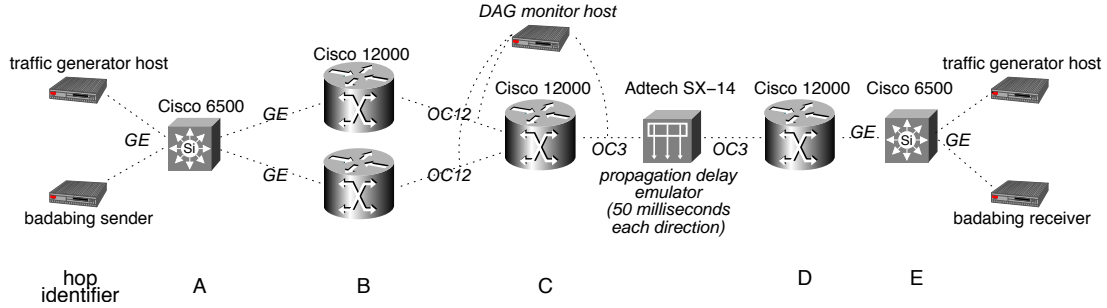 DAG monitor host
Cisco 12000
traffic generator host
Cisco 6500
GE
GE
OC12
Cisco 12000
Adtech SX−14
Cisco 12000
Cisco 6500
traffic generator host
GE
Si
GE
OC12
OC3
OC3
GE
Si
GE
propagation delay
emulator
(50 milliseconds
each direction)
badabing sender
badabing receiver
hop
identifier
A
B
C
D
E